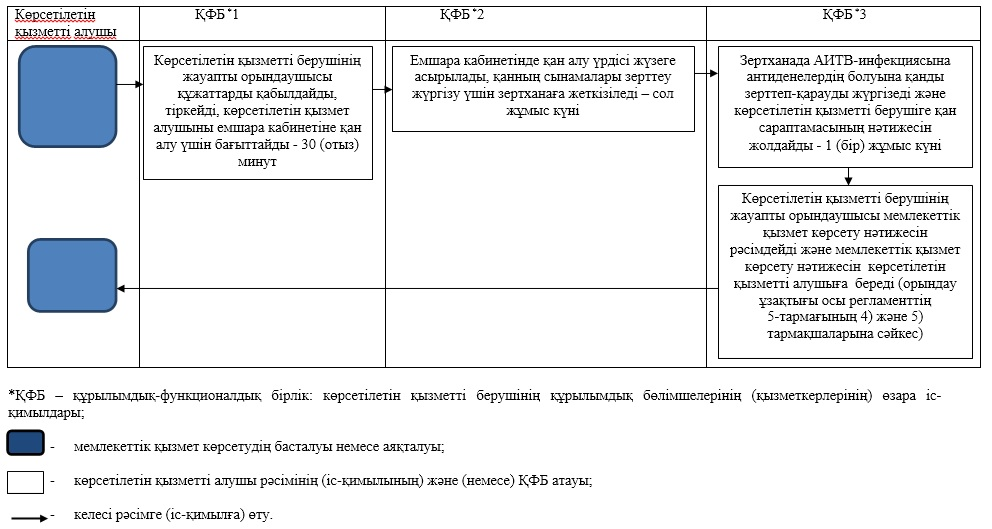 Көрсетілетін
қызметті алушы
ҚФБ*1
ҚФБ*2
ҚФБ*3
Көрсетілетін қызметті берушінің
жауапты орындаушысы
құжаттарды қабылдайды,
тіркейді, көрсетілетін қызмет
алушыны емшара кабинетіне қан
алу үшін бағыттайды - 30 (отыз)
минут
Емшара кабинетінде қан алу үрдісі жүзеге
асырылады, қанның сынамалары зерттеу
жүргізу үшін зертханаға жеткізіледі – сол
жұмыс күні
Зертханада АИТВ-инфекциясына
антиденелердің болуына қанды
зерттеп-қарауды жүргізеді және
көрсетілетін қызметті берушіге қан
сараптамасының нәтижесін
жолдайды - 1 (бір) жұмыс күні
Көрсетілетін қызметті берушінің
жауапты орындаушысы мемлекеттік
қызмет көрсету нәтижесін
рәсімдейді және мемлекеттік қызмет
көрсету нәтижесін көрсетілетін
қызметті алушыға береді (орындау
ұзақтығы осы регламенттің
5-тармағының 4) және 5)
тармақшаларына сәйкес)
*ҚФБ – құрылымдық-функционалдық бірлік: көрсетілетін қызметті берушінің құрылымдық бөлімшелерінің (қызметкерлерінің) өзара іс-
қимылдары;
- мемлекеттік қызмет көрсетудің басталуы немесе аяқталуы;
- көрсетілетін қызметті алушы рәсімінің (іс-қимылының) және (немесе) ҚФБ атауы;
- келесі рәсімге (іс-қимылға) өту.